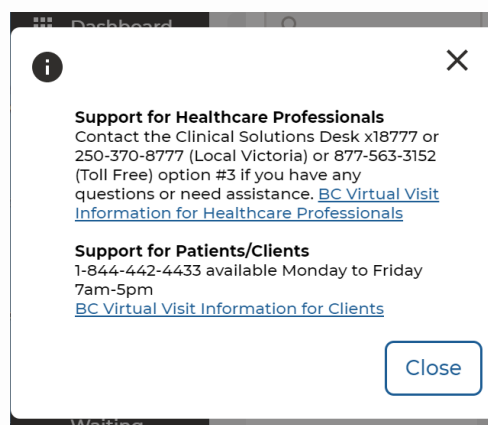 Dashboard
Support for Healthcare Professionals
Contact the Clinical Solutions Desk x18777 or
250-370-8777 (Local Victoria) or 877-563-3152
(Toll Free) option #3 if you have any
questions or need assistance. BC Virtual Visit
Information for Healthcare Professionals
Support for Patients/Clients
1-844-442-4433 available Monday to Friday
7am-5pm
BC Virtual Visit Information for Clients
Close
Waiting